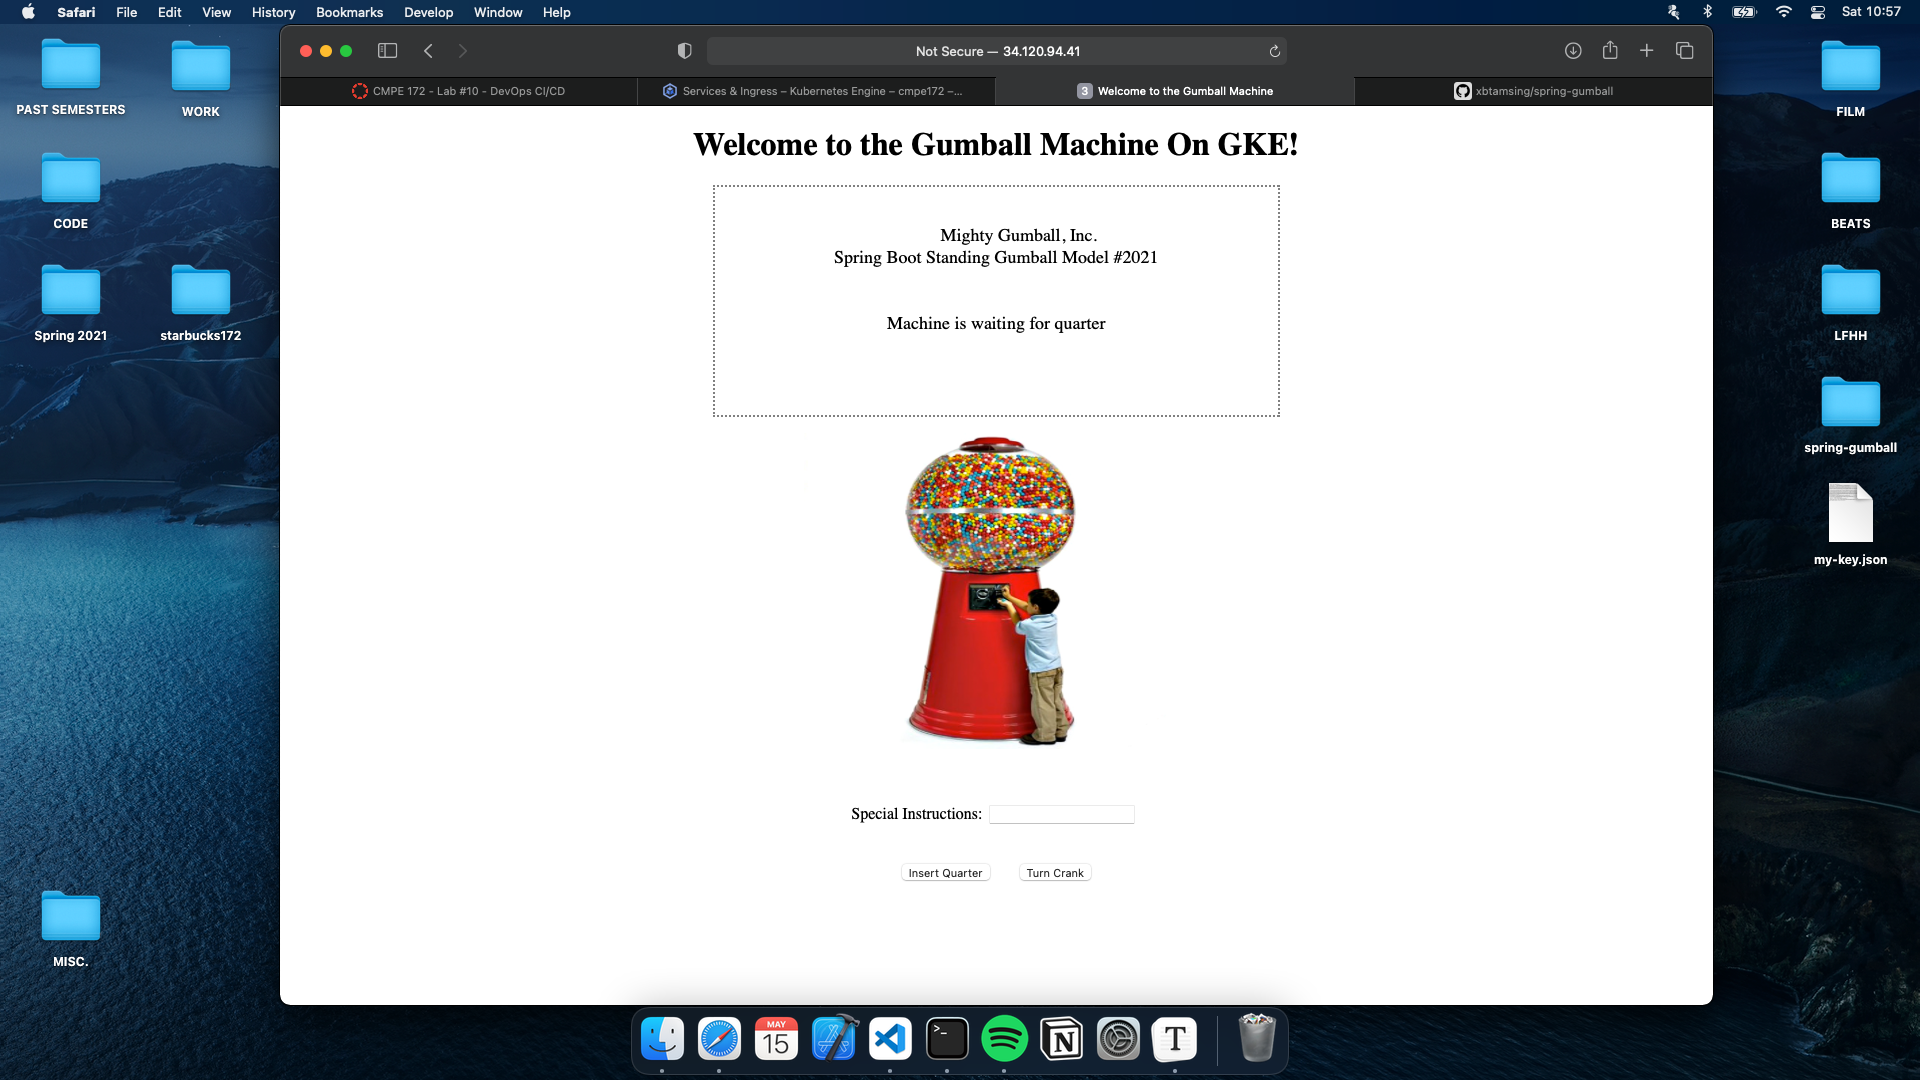 Safari File Edit View History Bookmarks Develop Window Help Sat 10:57
Not Secure — 34.120.94.41
CMPE 172 - Lab #10 - DevOps CI/CD
Services & Ingress – Kubernetes Engine – cmpe172 –...
3 Welcome to the Gumball Machine
xbtamsing/spring-gumball
Welcome to the Gumball Machine On GKE!
Mighty Gumball, Inc.
Spring Boot Standing Gumball Model #2021
Machine is waiting for quarter
Special Instructions:
Insert Quarter Turn Crank
PAST SEMESTERS
WORK
CODE
Spring 2021
starbucks172
MISC.
FILM
BEATS
LFHH
spring-gumball
my-key.json
MAY
15
>_
N
T